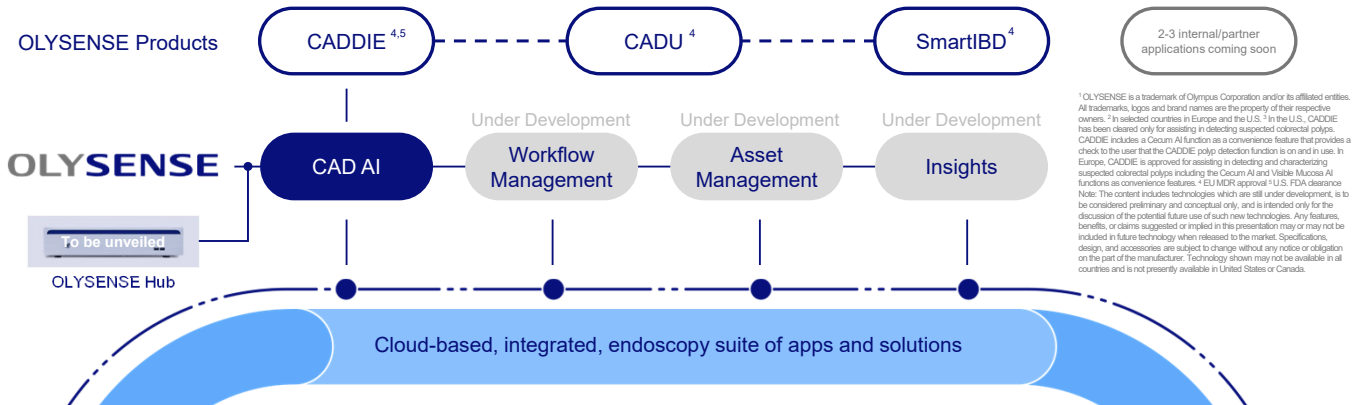 OLYSENSE Products
CADDIE 4,5
CADU 4
SmartIBD 4
2-3 internal/partner
applications coming soon
1 OLYSENSE is a trademark of Olympus Corporation and/or its affiliated entities.
All trademarks, logos and brand names are the property of their respective
owners. 2 In selected countries in Europe and the U.S. 3 In the U.S., CADDIE
has been cleared only for assisting in detecting suspected colorectal polyps.
CADDIE includes a Cecum AI function as a convenience feature that provides a
check to the user that the CADDIE polyp detection function is on and in use. In
Europe, CADDIE is approved for assisting in detecting and characterizing
suspected colorectal polyps including the Cecum AI and Visible Mucosa AI
functions as convenience features. 4 EU MDR approval 5 U.S. FDA clearance
Note: The content includes technologies which are still under development, is to
be considered preliminary and conceptual only, and is intended only for the
discussion of the potential future use of such new technologies. Any features,
benefits, or claims suggested or implied in this presentation may or may not be
included in future technology when released to the market. Specifications,
design, and accessories are subject to change without any notice or obligation
on the part of the manufacturer. Technology shown may not be available in all
countries and is not presently available in United States or Canada.
OLYSENSE
CAD AI
Under Development
Workflow
Management
Under Development
Asset
Management
Under Development
Insights
To be unveiled
OLYSENSE Hub
Cloud-based, integrated, endoscopy suite of apps and solutions